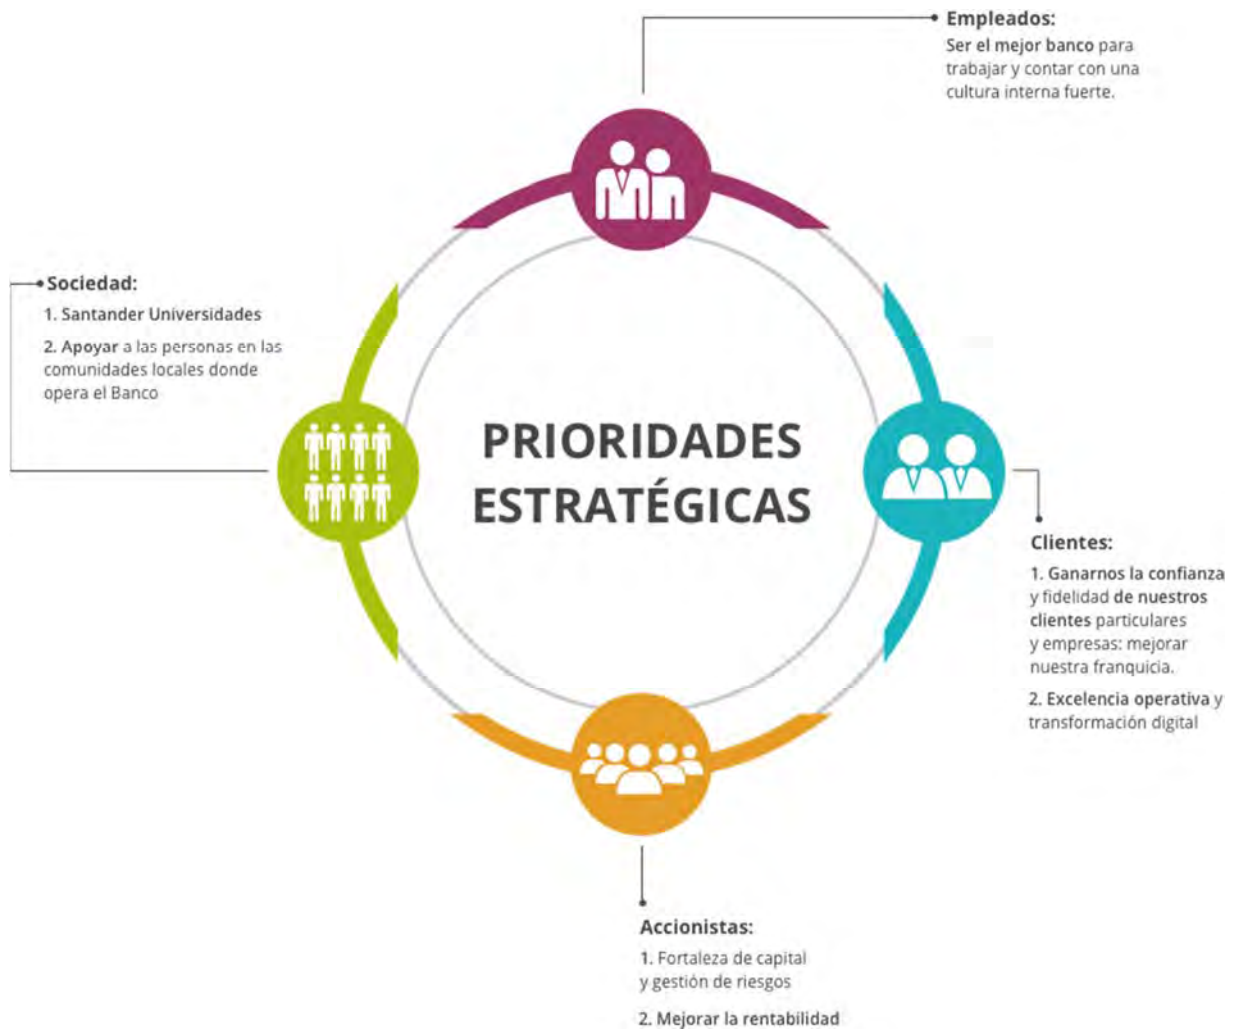 Empleados:
Ser el mejor banco para
trabajar y contar con una
cultura interna fuerte.
Sociedad:
1. Santander Universidades
2. Apoyar a las personas en las
comunidades locales donde
opera el Banco
PRIORIDADES
ESTRATÉGICAS
Clientes:
1. Ganarnos la confianza
y fidelidad de nuestros
clientes particulares
y empresas: mejorar
nuestra franquicia.
2. Excelencia operativa y
transformación digital
Accionistas:
1. Fortaleza de capital
y gestión de riesgos
2. Mejorar la rentabilidad